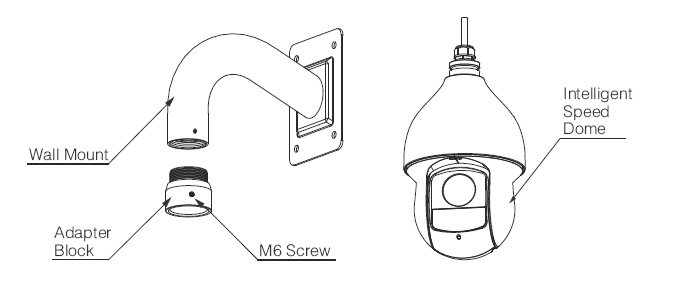 Intelligent
Speed
Dome
Wall Mount
Adapter
Block
M6 Screw